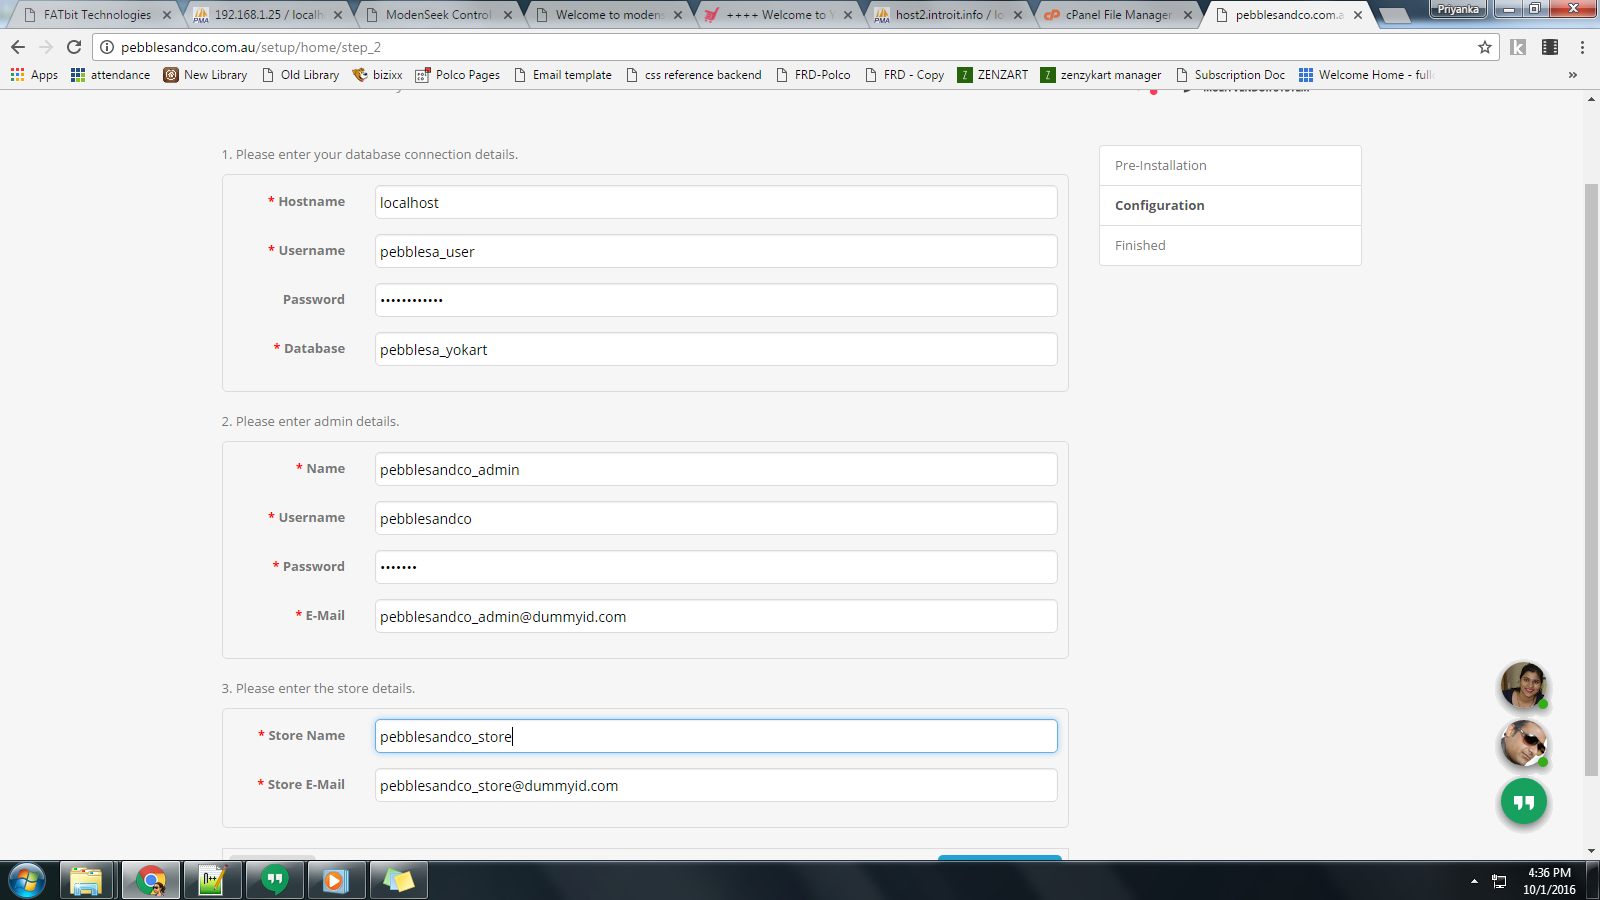 FATbit Technologies
192.168.1.25 / localh
ModenSeek Control
Welcome to modens
++++ Welcome to Y
host2.introit.info / lo
cPanel File Manager
pebblesandco.com.a
Priyanka
pebblesandco.com.au/setup/home/step_2
Apps
attendance
New Library
Old Library
bizixx
Polco Pages
Email template
css reference backend
FRD-Polco
FRD - Copy
ZENZART
zenzykart manager
Subscription Doc
Welcome Home - full
»
1. Please enter your database connection details.
* Hostname
localhost
* Username
pebblesa_user
Password
••••••••••••
* Database
pebblesa_yokart
Pre-Installation
Configuration
Finished
2. Please enter admin details.
* Name
pebblesandco_admin
* Username
pebblesandco
* Password
•••••••
* E-Mail
pebblesandco_admin@dummyid.com
3. Please enter the store details.
* Store Name
pebblesandco_store
* Store E-Mail
pebblesandco_store@dummyid.com
4:36 PM
10/1/2016